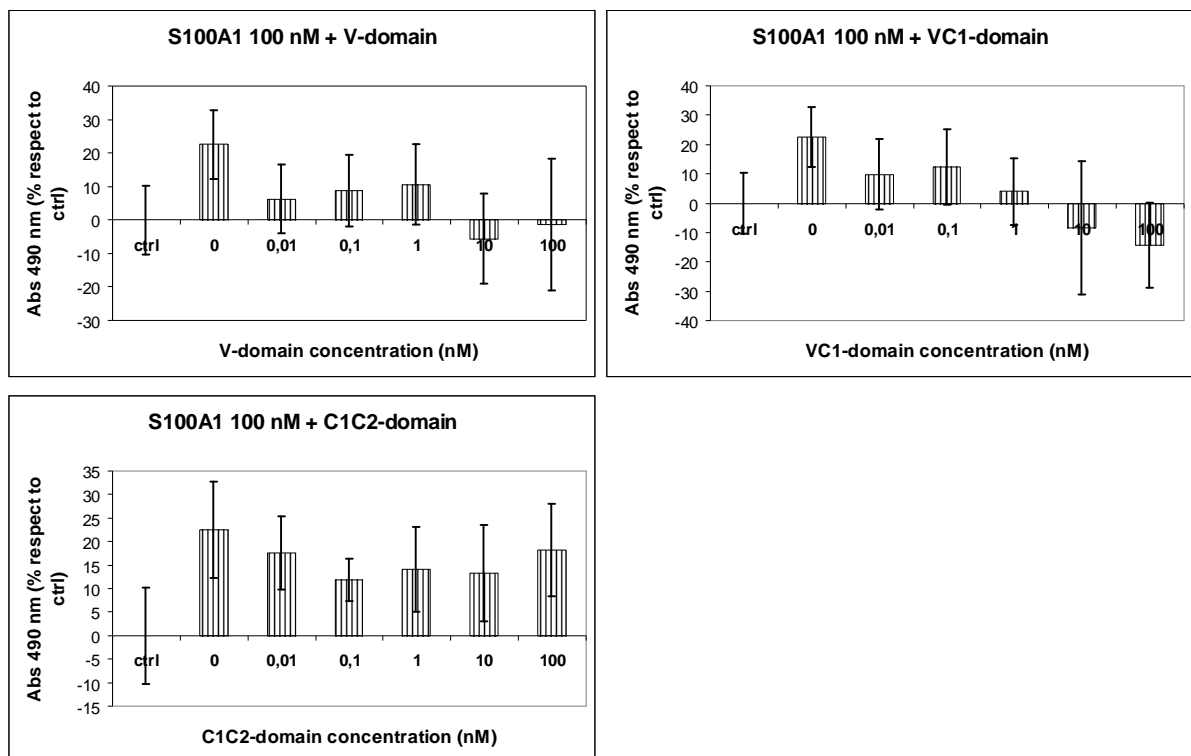 S100A1 100 nM + V-domain
Abs 490 nm (% respect to
ctrl)
40
30
20
10
0
-10
-20
-30
ctrl 0 0,01 0,1 1 10 100
V-domain concentration (nM)
S100A1 100 nM + VC1-domain
Abs 490 nm (% respect to
ctrl)
40
30
20
10
0
-10
-20
-30
-40
ctrl 0 0,01 0,1 1 10 100
VC1-domain concentration (nM)
S100A1 100 nM + C1C2-domain
Abs 490 nm (% respect to
ctrl)
35
30
25
20
15
10
5
0
-5
-10
-15
ctrl 0 0,01 0,1 1 10 100
C1C2-domain concentration (nM)